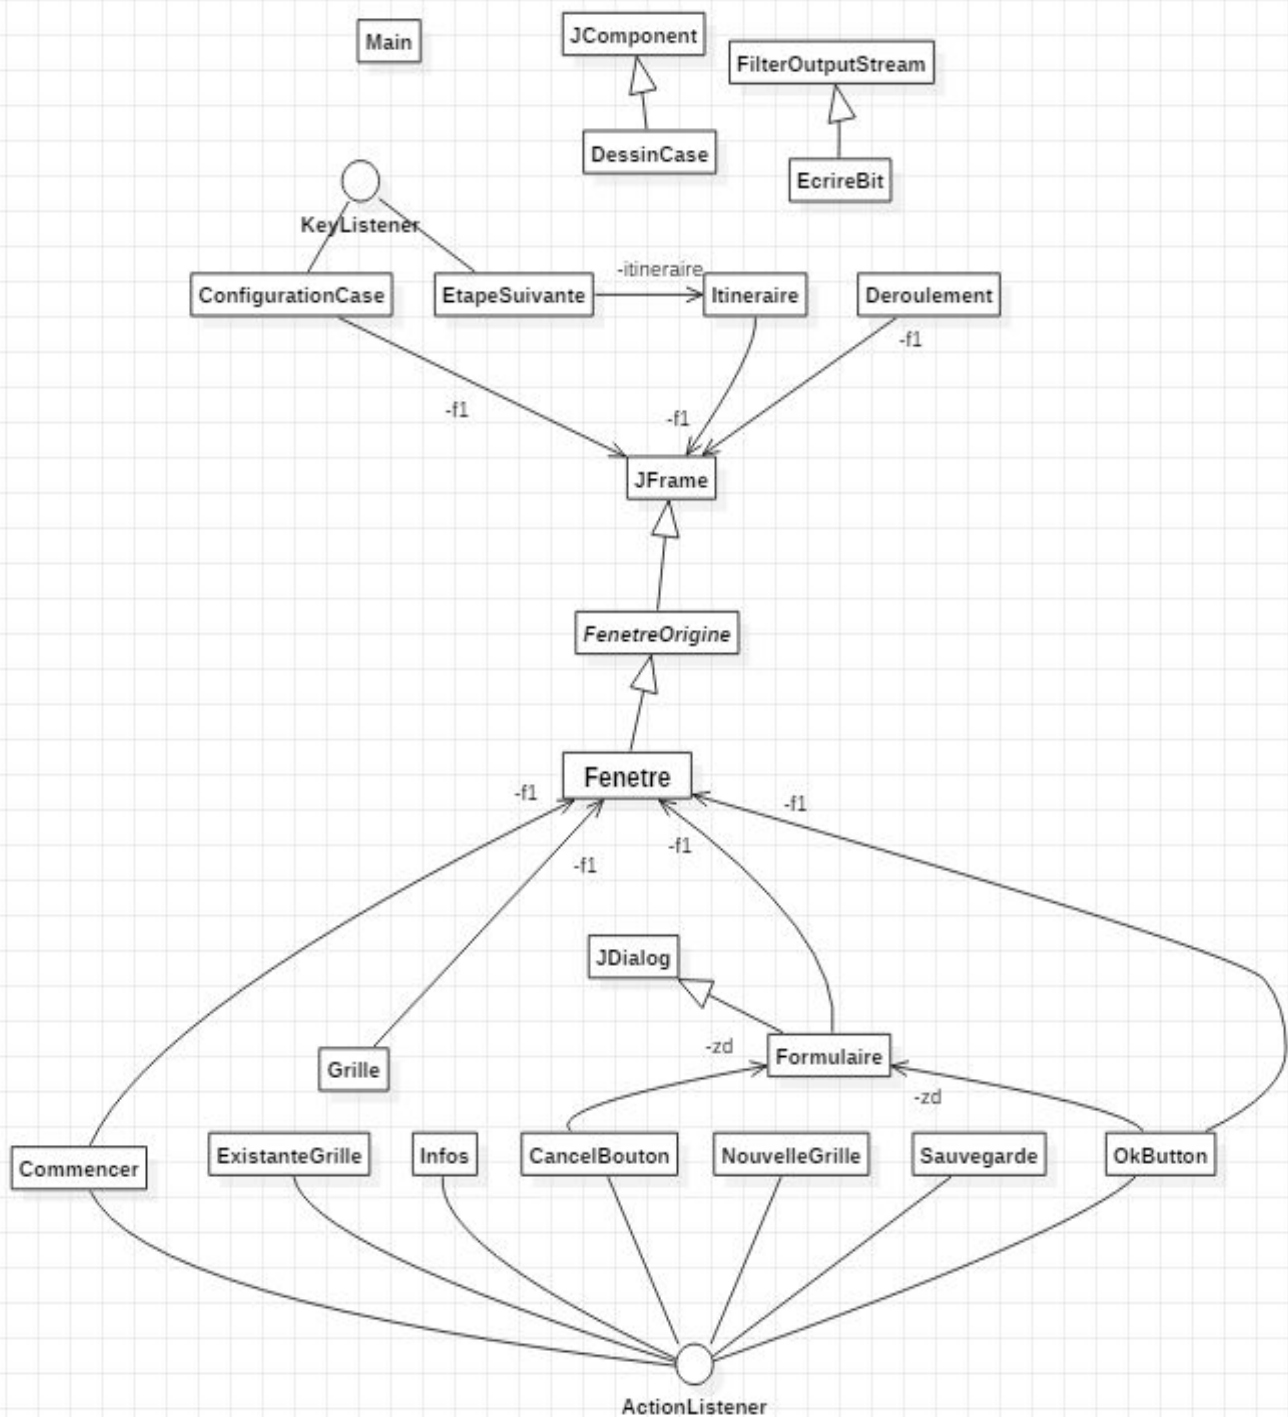 Main
JComponent
FilterOutputStream
DessinCase
EcrireBit
KeyListener
-itineraire
ConfigurationCase
EtapeSuivante
Itineraire
Deroulement
-f1
-f1
-f1
JFrame
FenetreOrigine
Fenetre
-f1
-f1
-f1
-f1
JDialog
-zd
Formulaire
Grille
-zd
Commencer
ExistanteGrille
Infos
CancelBouton
NouvelleGrille
Sauvegarde
OkButton
ActionListener